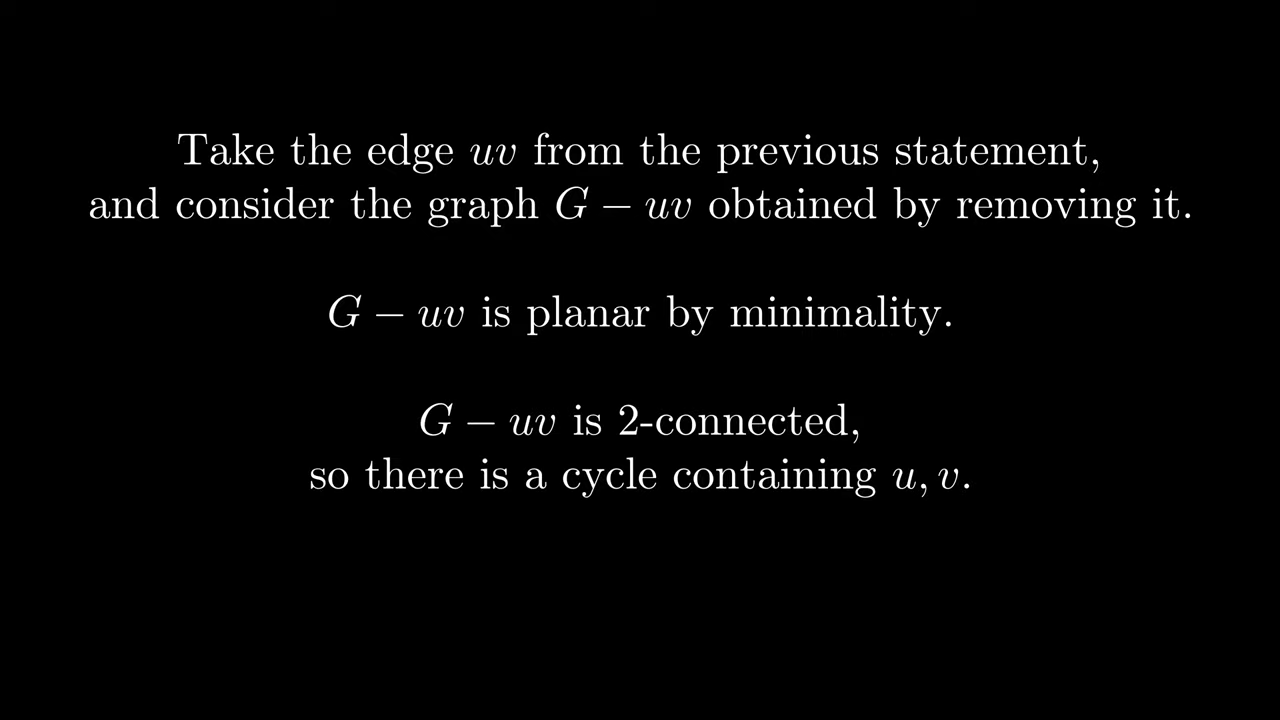 Take the edge uv from the previous statement,
and consider the graph G − uv obtained by removing it.
G − uv is planar by minimality.
G − uv is 2-connected,
so there is a cycle containing u, v.